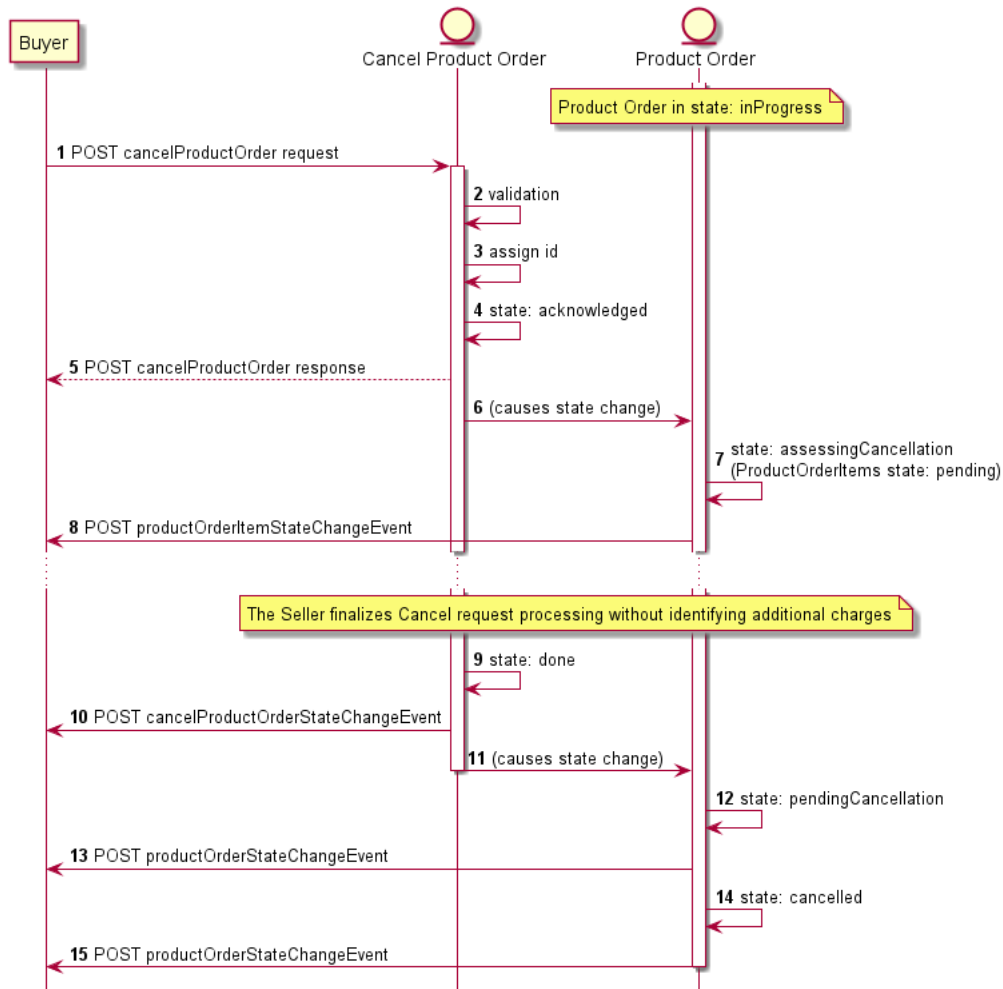 Buyer
Cancel Product Order
Product Order
Product Order in state: inProgress
1 POST cancelProductOrder request
2 validation
3 assign id
4 state: acknowledged
5 POST cancelProductOrder response
6 (causes state change)
7 state: assessingCancellation
(ProductOrderItems state: pending)
8 POST productOrderItemStateChangeEvent
The Seller finalizes Cancel request processing without identifying additional charges
9 state: done
10 POST cancelProductOrderStateChangeEvent
11 (causes state change)
12 state: pendingCancellation
13 POST productOrderStateChangeEvent
14 state: cancelled
15 POST productOrderStateChangeEvent